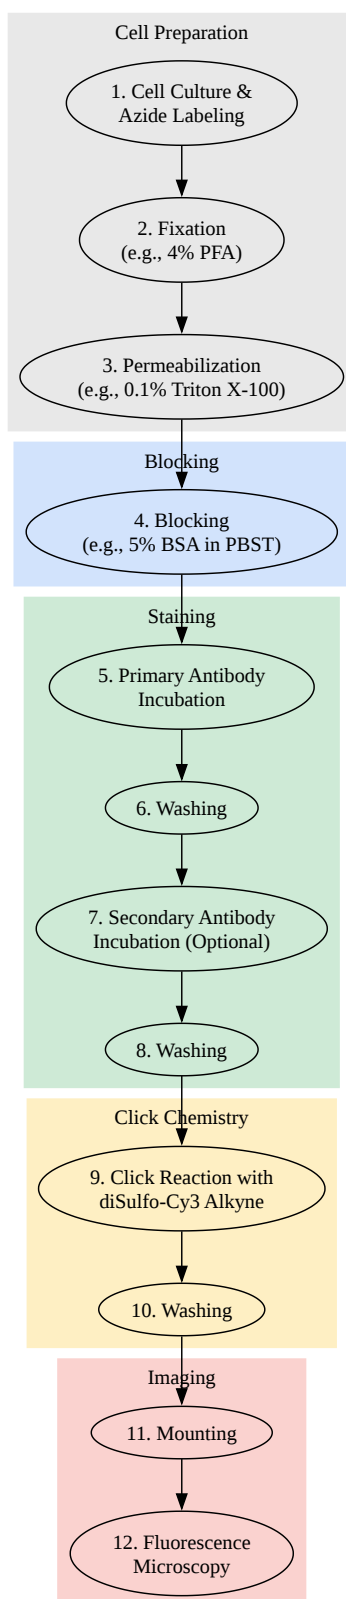 Cell Preparation
1. Cell Culture &
Azide Labeling
2. Fixation
(e.g., 4% PFA)
3. Permeabilization
(e.g., 0.1% Triton X-100)
Blocking
4. Blocking
(e.g., 5% BSA in PBST)
Staining
5. Primary Antibody
Incubation
6. Washing
7. Secondary Antibody
Incubation (Optional)
8. Washing
Click Chemistry
9. Click Reaction with
diSulfo-Cy3 Alkyne
10. Washing
Imaging
11. Mounting
12. Fluorescence
Microscopy